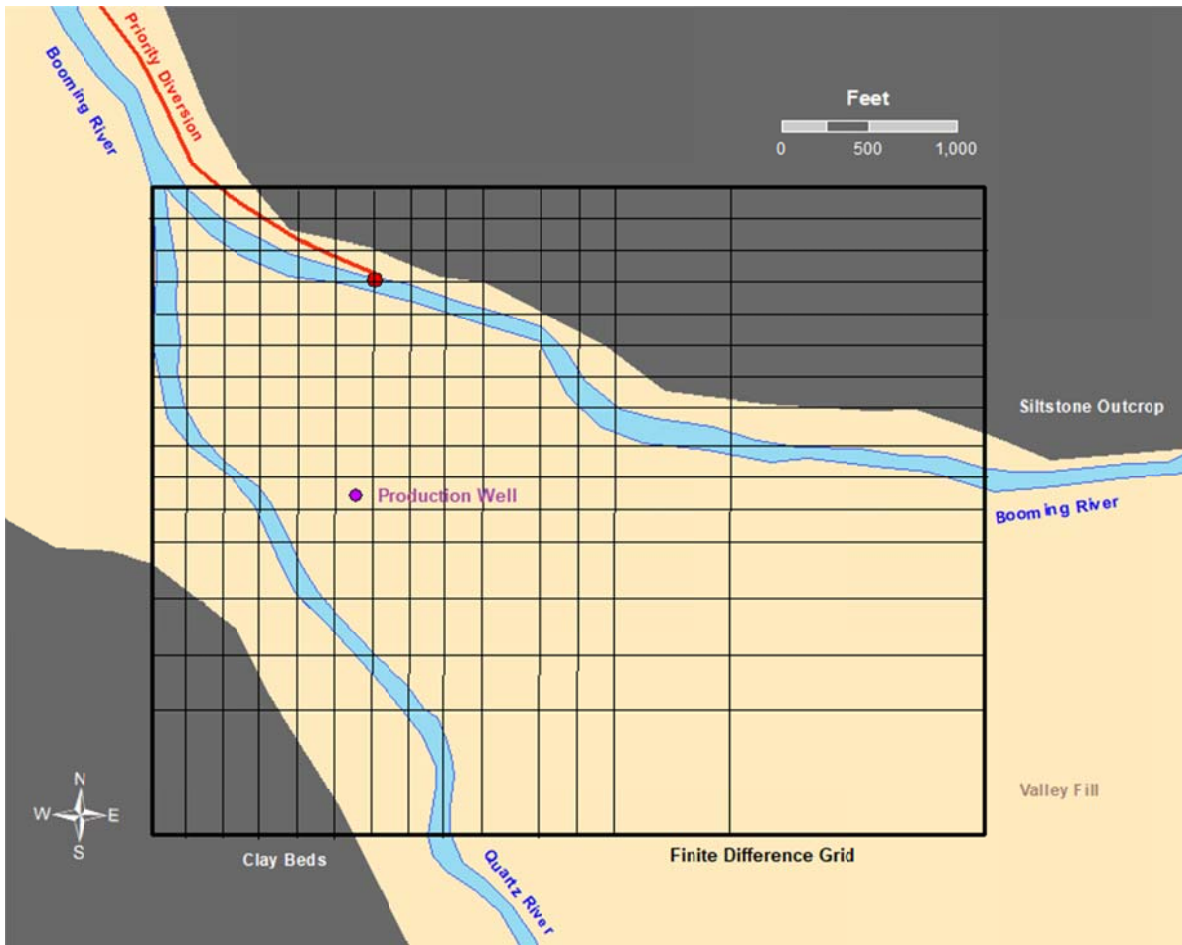 Booming River
Priority Diversion
Feet
0 500 1,000
Siltstone Outcrop
Production Well
Booming River
Valley Fill
N
W E
S
Clay Beds
Quartz River
Finite Difference Grid